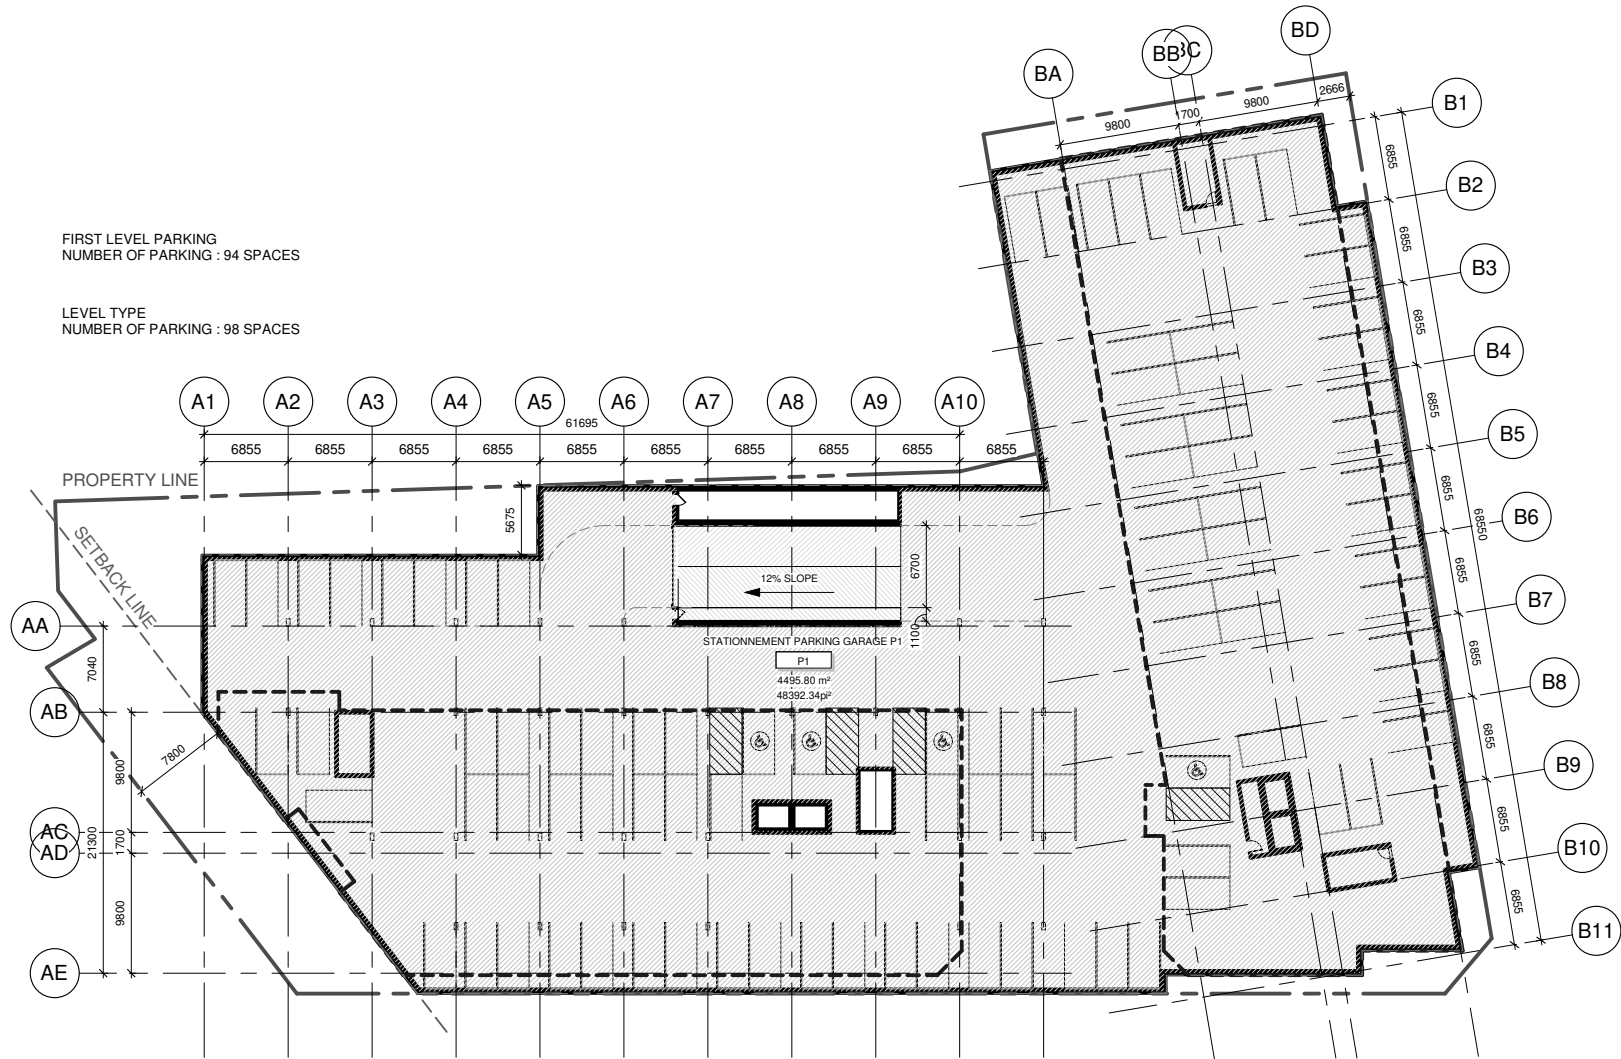 BA
BB
BC
BD
B1
B2
B3
B4
B5
B6
B7
B8
B9
B10
B11
9800
1700
9800
2666
6855
6855
6855
6855
6855
6855
6855
6855
6855
6855
68550
FIRST LEVEL PARKING
NUMBER OF PARKING : 94 SPACES
LEVEL TYPE
NUMBER OF PARKING : 98 SPACES
A1
A2
A3
A4
A5
A6
A7
A8
A9
A10
61695
6855
6855
6855
6855
6855
6855
6855
6855
6855
6855
PROPERTY LINE
SETBACK LINE
5675
12% SLOPE
6700
1100
STATIONNEMENT PARKING GARAGE P1
P1
4495.80 m²
48392.34pi²
AA
AB
AC
AD
AE
7040
9800
21300
1700
9800
7800